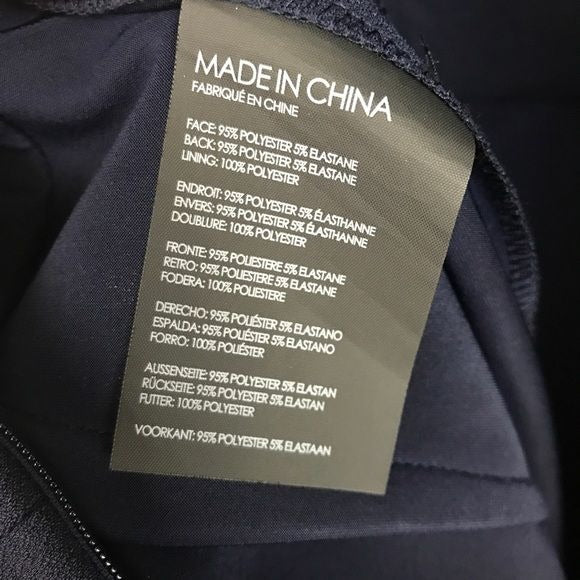 MADE IN CHINA
FABRIQUÉ EN CHINE
FACE: 95% POLYESTER 5% ELASTANE
BACK: 95% POLYESTER 5% ELASTANE
LINING: 100% POLYESTER
ENDROIT: 95% POLYESTER 5% ÉLASTHANNE
ENVERS: 95% POLYESTER 5% ÉLASTHANNE
DOUBLURE: 100% POLYESTER
FRONTE: 95% POLIESTERE 5% ELASTANE
RETRO: 95% POLIESTERE 5% ELASTANE
FODERA: 100% POLIESTERE
DERECHO: 95% POLIÉSTER 5% ELASTANO
ESPALDA: 95% POLIÉSTER 5% ELASTANO
FORRO: 100% POLIÉSTER
AUSSENSEITE: 95% POLYESTER 5% ELASTAN
RÜCKSEITE: 95% POLYESTER 5% ELASTAN
FUTTER: 100% POLYESTER
VOORKANT: 95% POLYESTER 5% ELASTAAN